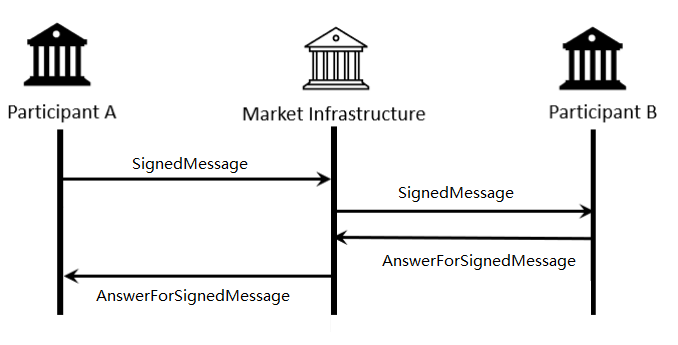 Participant A
Market Infrastructure
Participant B
SignedMessage
SignedMessage
AnswerForSignedMessage
AnswerForSignedMessage